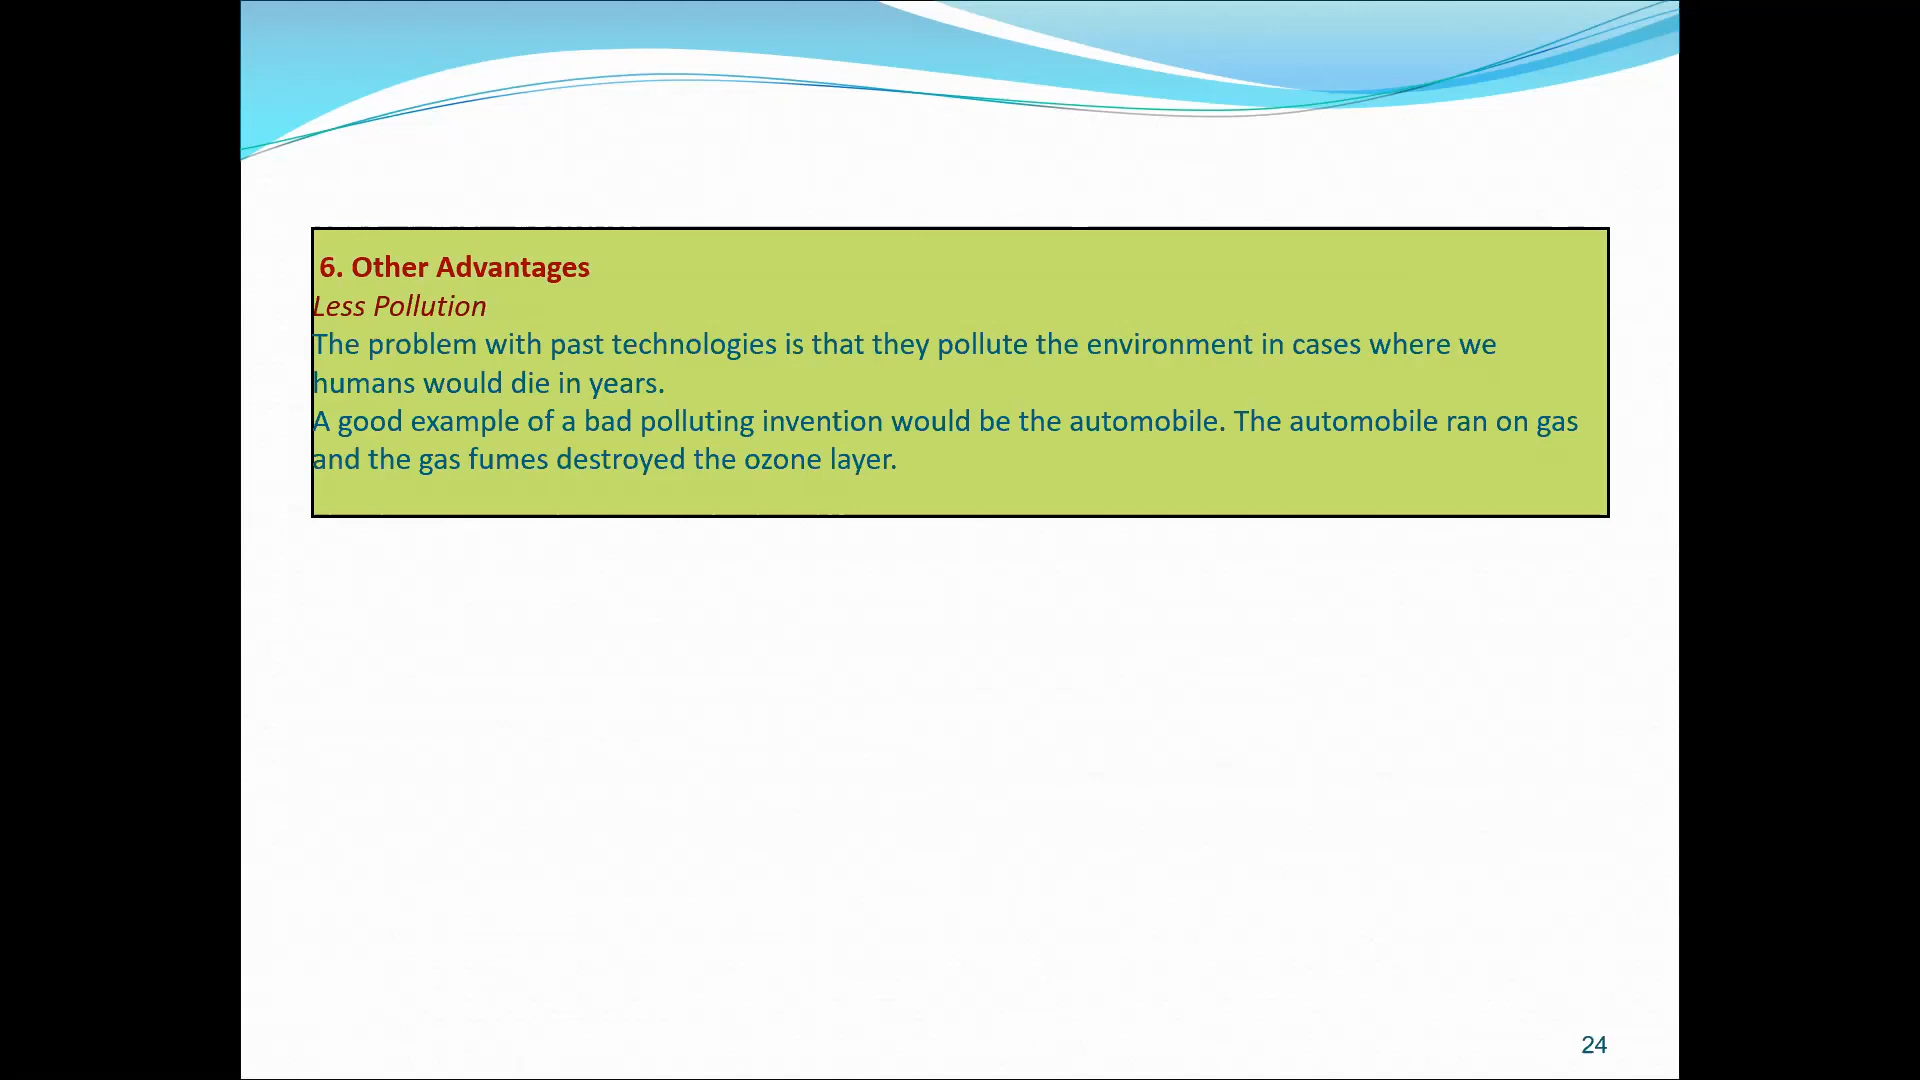 6. Other Advantages
Less Pollution
The problem with past technologies is that they pollute the environment in cases where we
humans would die in years.
A good example of a bad polluting invention would be the automobile. The automobile ran on gas
and the gas fumes destroyed the ozone layer.
24